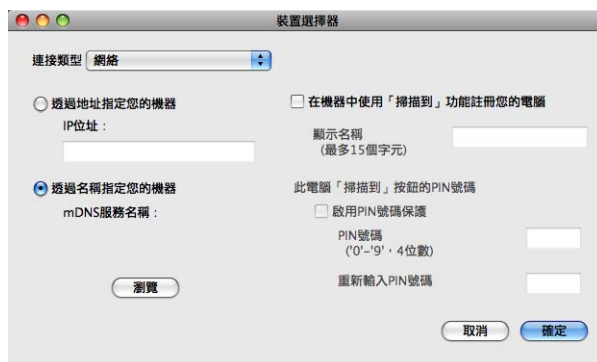 裝置選擇器
連接類型 網絡
透過地址指定您的機器
IP位址：
透過名稱指定您的機器
mDNS服務名稱：
瀏覽
在機器中使用「掃描到」功能註冊您的電腦
顯示名稱
(最多15個字元)
此電腦「掃描到」按鈕的PIN號碼
啟用PIN號碼保護
PIN號碼
('0'-'9'，4位數)
重新輸入PIN號碼
取消
確定